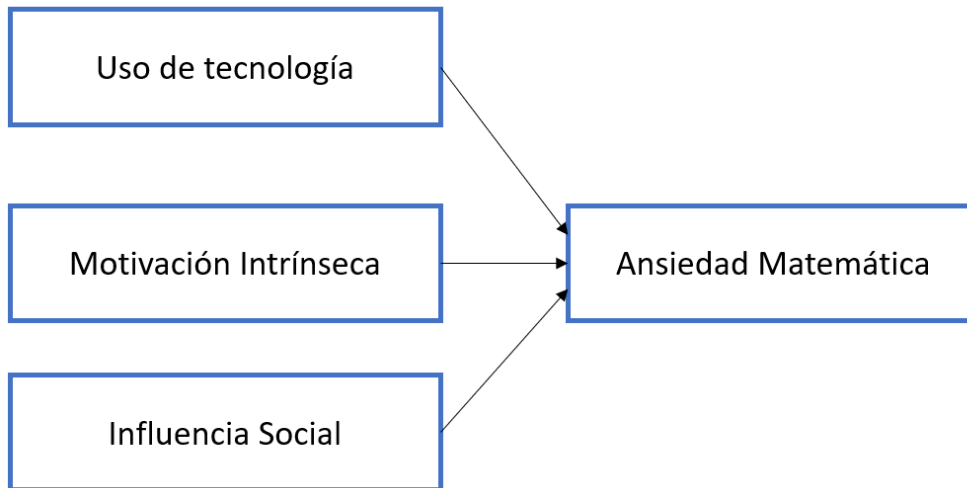 Uso de tecnología
Motivación Intrínseca
Ansiedad Matemática
Influencia Social